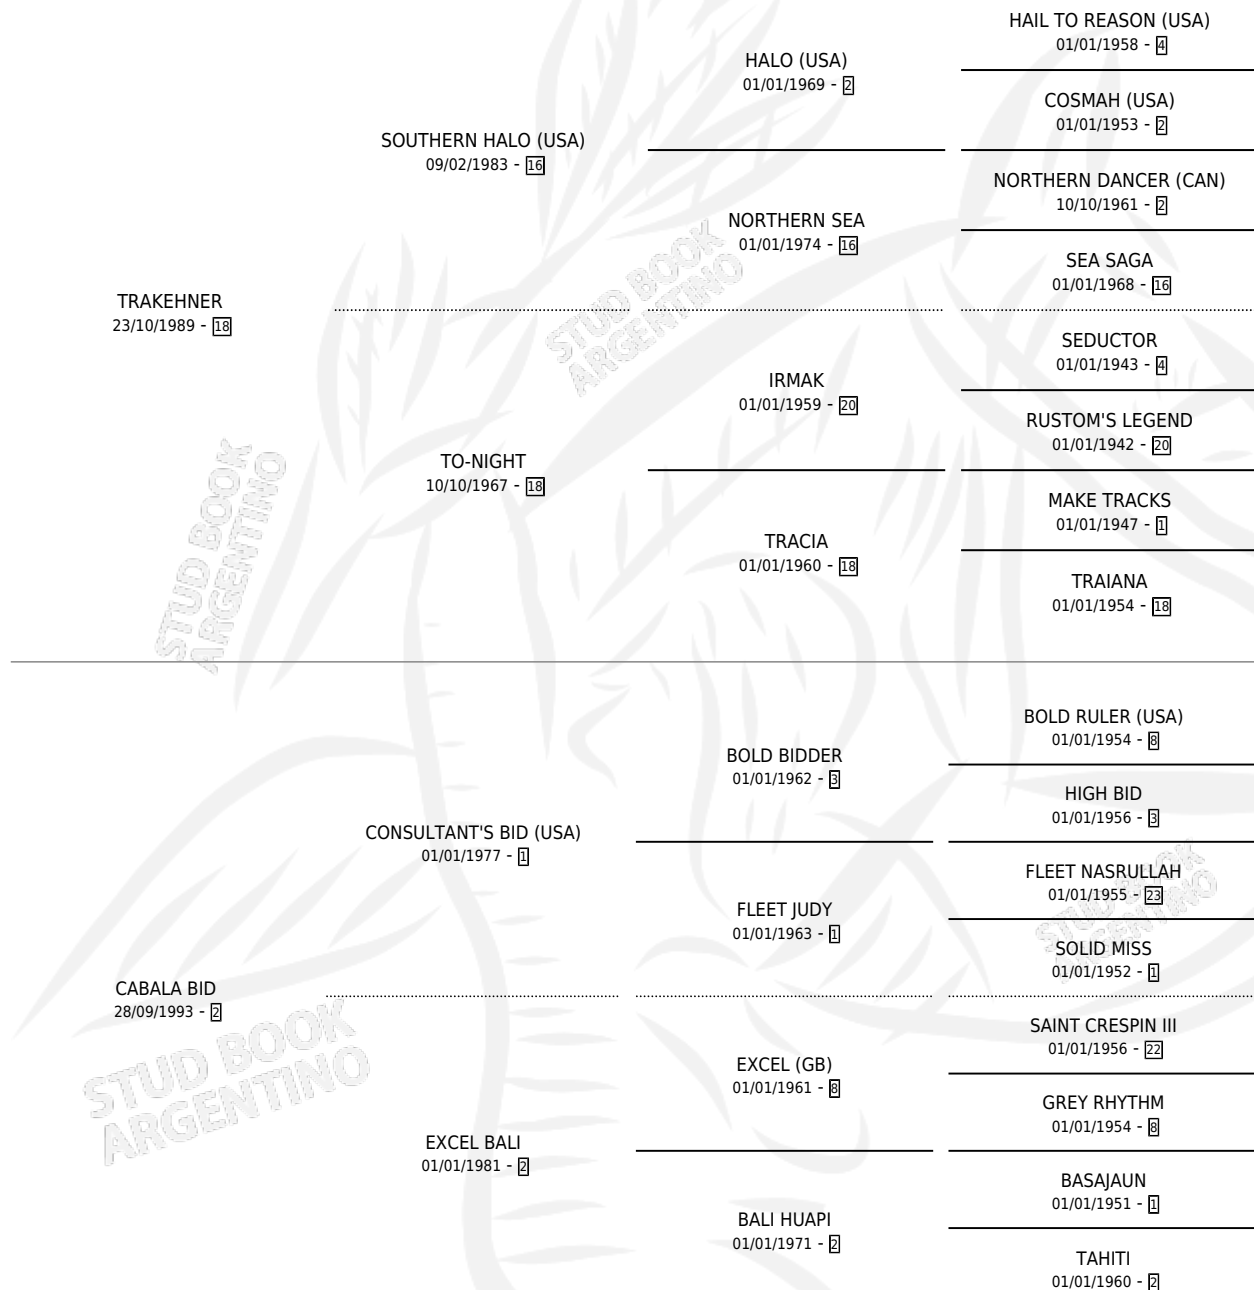 HAIL TO REASON (USA)
01/01/1958 - 4
HALO (USA)
01/01/1969 - 2
COSMAH (USA)
01/01/1953 - 2
SOUTHERN HALO (USA)
09/02/1983 - 16
NORTHERN DANCER (CAN)
10/10/1961 - 2
NORTHERN SEA
01/01/1974 - 16
SEA SAGA
01/01/1968 - 16
TRAKEHNER
23/10/1989 - 18
SEDUCTOR
01/01/1943 - 4
IRMAK
01/01/1959 - 20
RUSTOM'S LEGEND
01/01/1942 - 20
TO-NIGHT
10/10/1967 - 18
MAKE TRACKS
01/01/1947 - 1
TRACIA
01/01/1960 - 18
TRAIANA
01/01/1954 - 18
BOLD RULER (USA)
01/01/1954 - 8
BOLD BIDDER
01/01/1962 - 3
HIGH BID
01/01/1956 - 3
CONSULTANT'S BID (USA)
01/01/1977 - 1
FLEET NASRULLAH
01/01/1955 - 23
FLEET JUDY
01/01/1963 - 1
SOLID MISS
01/01/1952 - 1
CABALA BID
28/09/1993 - 2
SAINT CRESPIN III
01/01/1956 - 22
EXCEL (GB)
01/01/1961 - 8
GREY RHYTHM
01/01/1954 - 8
EXCEL BALI
01/01/1981 - 2
BASAJAUN
01/01/1951 - 1
BALI HUAPI
01/01/1971 - 2
TAHITI
01/01/1960 - 2
STUD BOOK
ARGENTINO
STUD BOOK
ARGENTINO
STUD BOOK
ARGENTINO
STUD BOOK
ARGENTINO